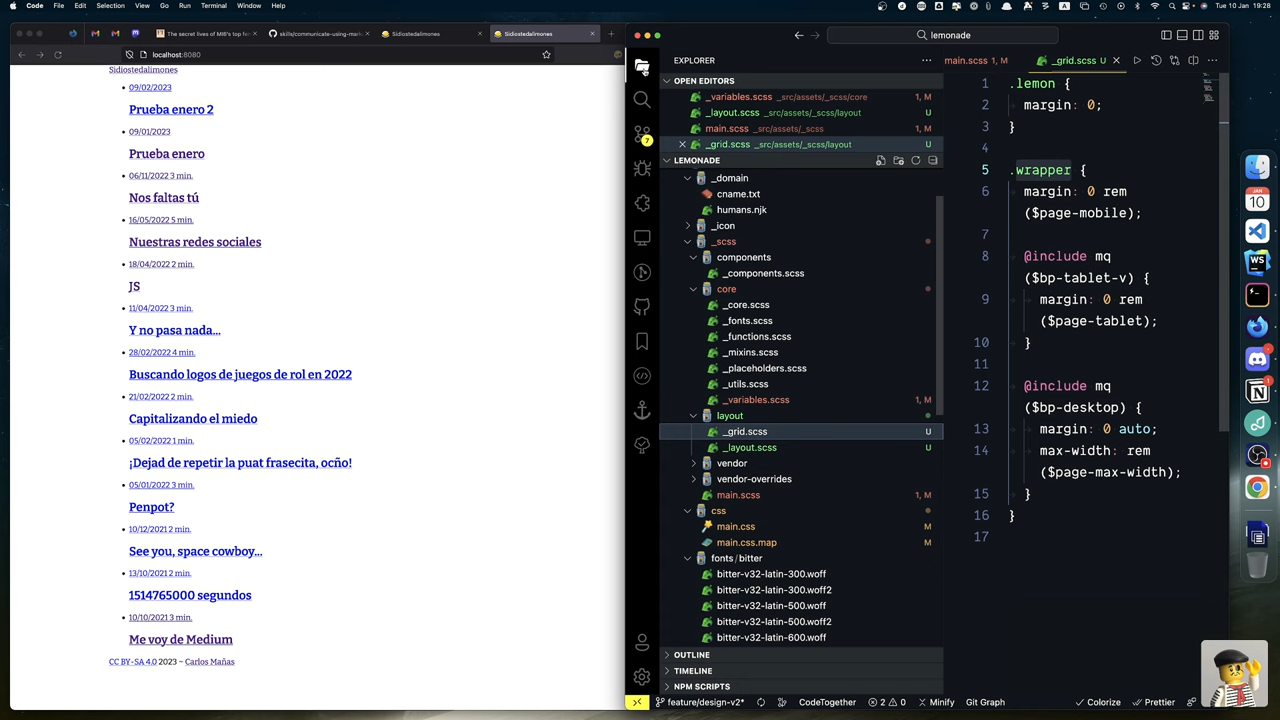 Code File Edit Selection View Go Run Terminal Window Help
Tue 10 Jan 19:28
The secret lives of MI6's top fem
skills/communicate-using-mark
Sidiostedalimones
Sidiostedalimones
localhost:8080
Sidiostedalimones
09/02/2023
Prueba enero 2
09/01/2023
Prueba enero
06/11/2022 3 min.
Nos faltas tú
16/05/2022 5 min.
Nuestras redes sociales
18/04/2022 2 min.
JS
11/04/2022 3 min.
Y no pasa nada...
28/02/2022 4 min.
Buscando logos de juegos de rol en 2022
21/02/2022 2 min.
Capitalizando el miedo
05/02/2022 1 min.
¡Dejad de repetir la puat frasecita, ocño!
05/01/2022 3 min.
Penpot?
10/12/2021 2 min.
See you, space cowboy...
13/10/2021 2 min.
1514765000 segundos
10/10/2021 3 min.
Me voy de Medium
CC BY-SA 4.0 2023 ~ Carlos Mañas
lemonade
EXPLORER
OPEN EDITORS
_variables.scss _src/assets/_scss/core 1, M
_layout.scss _src/assets/_scss/layout U
main.scss _src/assets/_scss 1, M
_grid.scss _src/assets/_scss/layout U
LEMONADE
_domain
cname.txt
humans.njk
_icon
_scss
components
_components.scss
core
_core.scss
_fonts.scss
_functions.scss
_mixins.scss
_placeholders.scss
_utils.scss
_variables.scss 1, M
layout
_grid.scss U
_layout.scss U
vendor
vendor-overrides
main.scss 1, M
css
main.css M
main.css.map M
fonts/bitter
bitter-v32-latin-300.woff
bitter-v32-latin-300.woff2
bitter-v32-latin-500.woff
bitter-v32-latin-500.woff2
bitter-v32-latin-600.woff
OUTLINE
TIMELINE
NPM SCRIPTS
7
main.scss 1, M
_grid.scss U
1 .lemon {
2 margin: 0;
3 }
4
5 .wrapper {
6 margin: 0 rem
($page-mobile);
7
8 @include mq
($bp-tablet-v) {
9 margin: 0 rem
($page-tablet);
10 }
11
12 @include mq
($bp-desktop) {
13 margin: 0 auto;
14 max-width: rem
($page-max-width);
15 }
16 }
17
feature/design-v2* 2 0 CodeTogether Minify Git Graph Colorize Prettier
JAN
10
WS